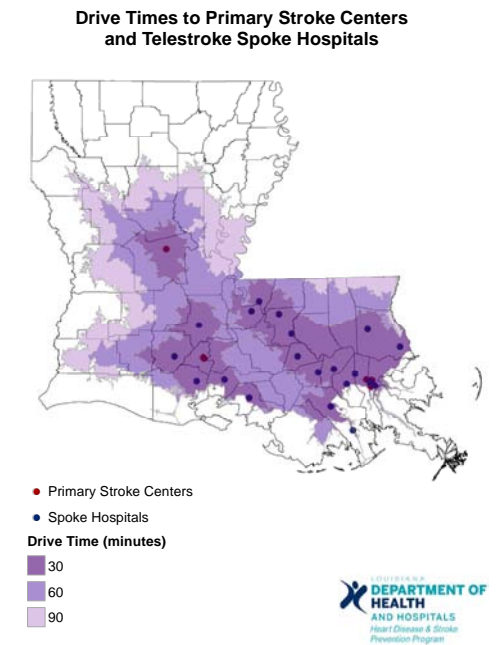 Drive Times to Primary Stroke Centers
and Telestroke Spoke Hospitals
Primary Stroke Centers
Spoke Hospitals
Drive Time (minutes)
30
60
90
LOUISIANA
DEPARTMENT OF
HEALTH
AND HOSPITALS
Heart Disease & Stroke
Prevention Program